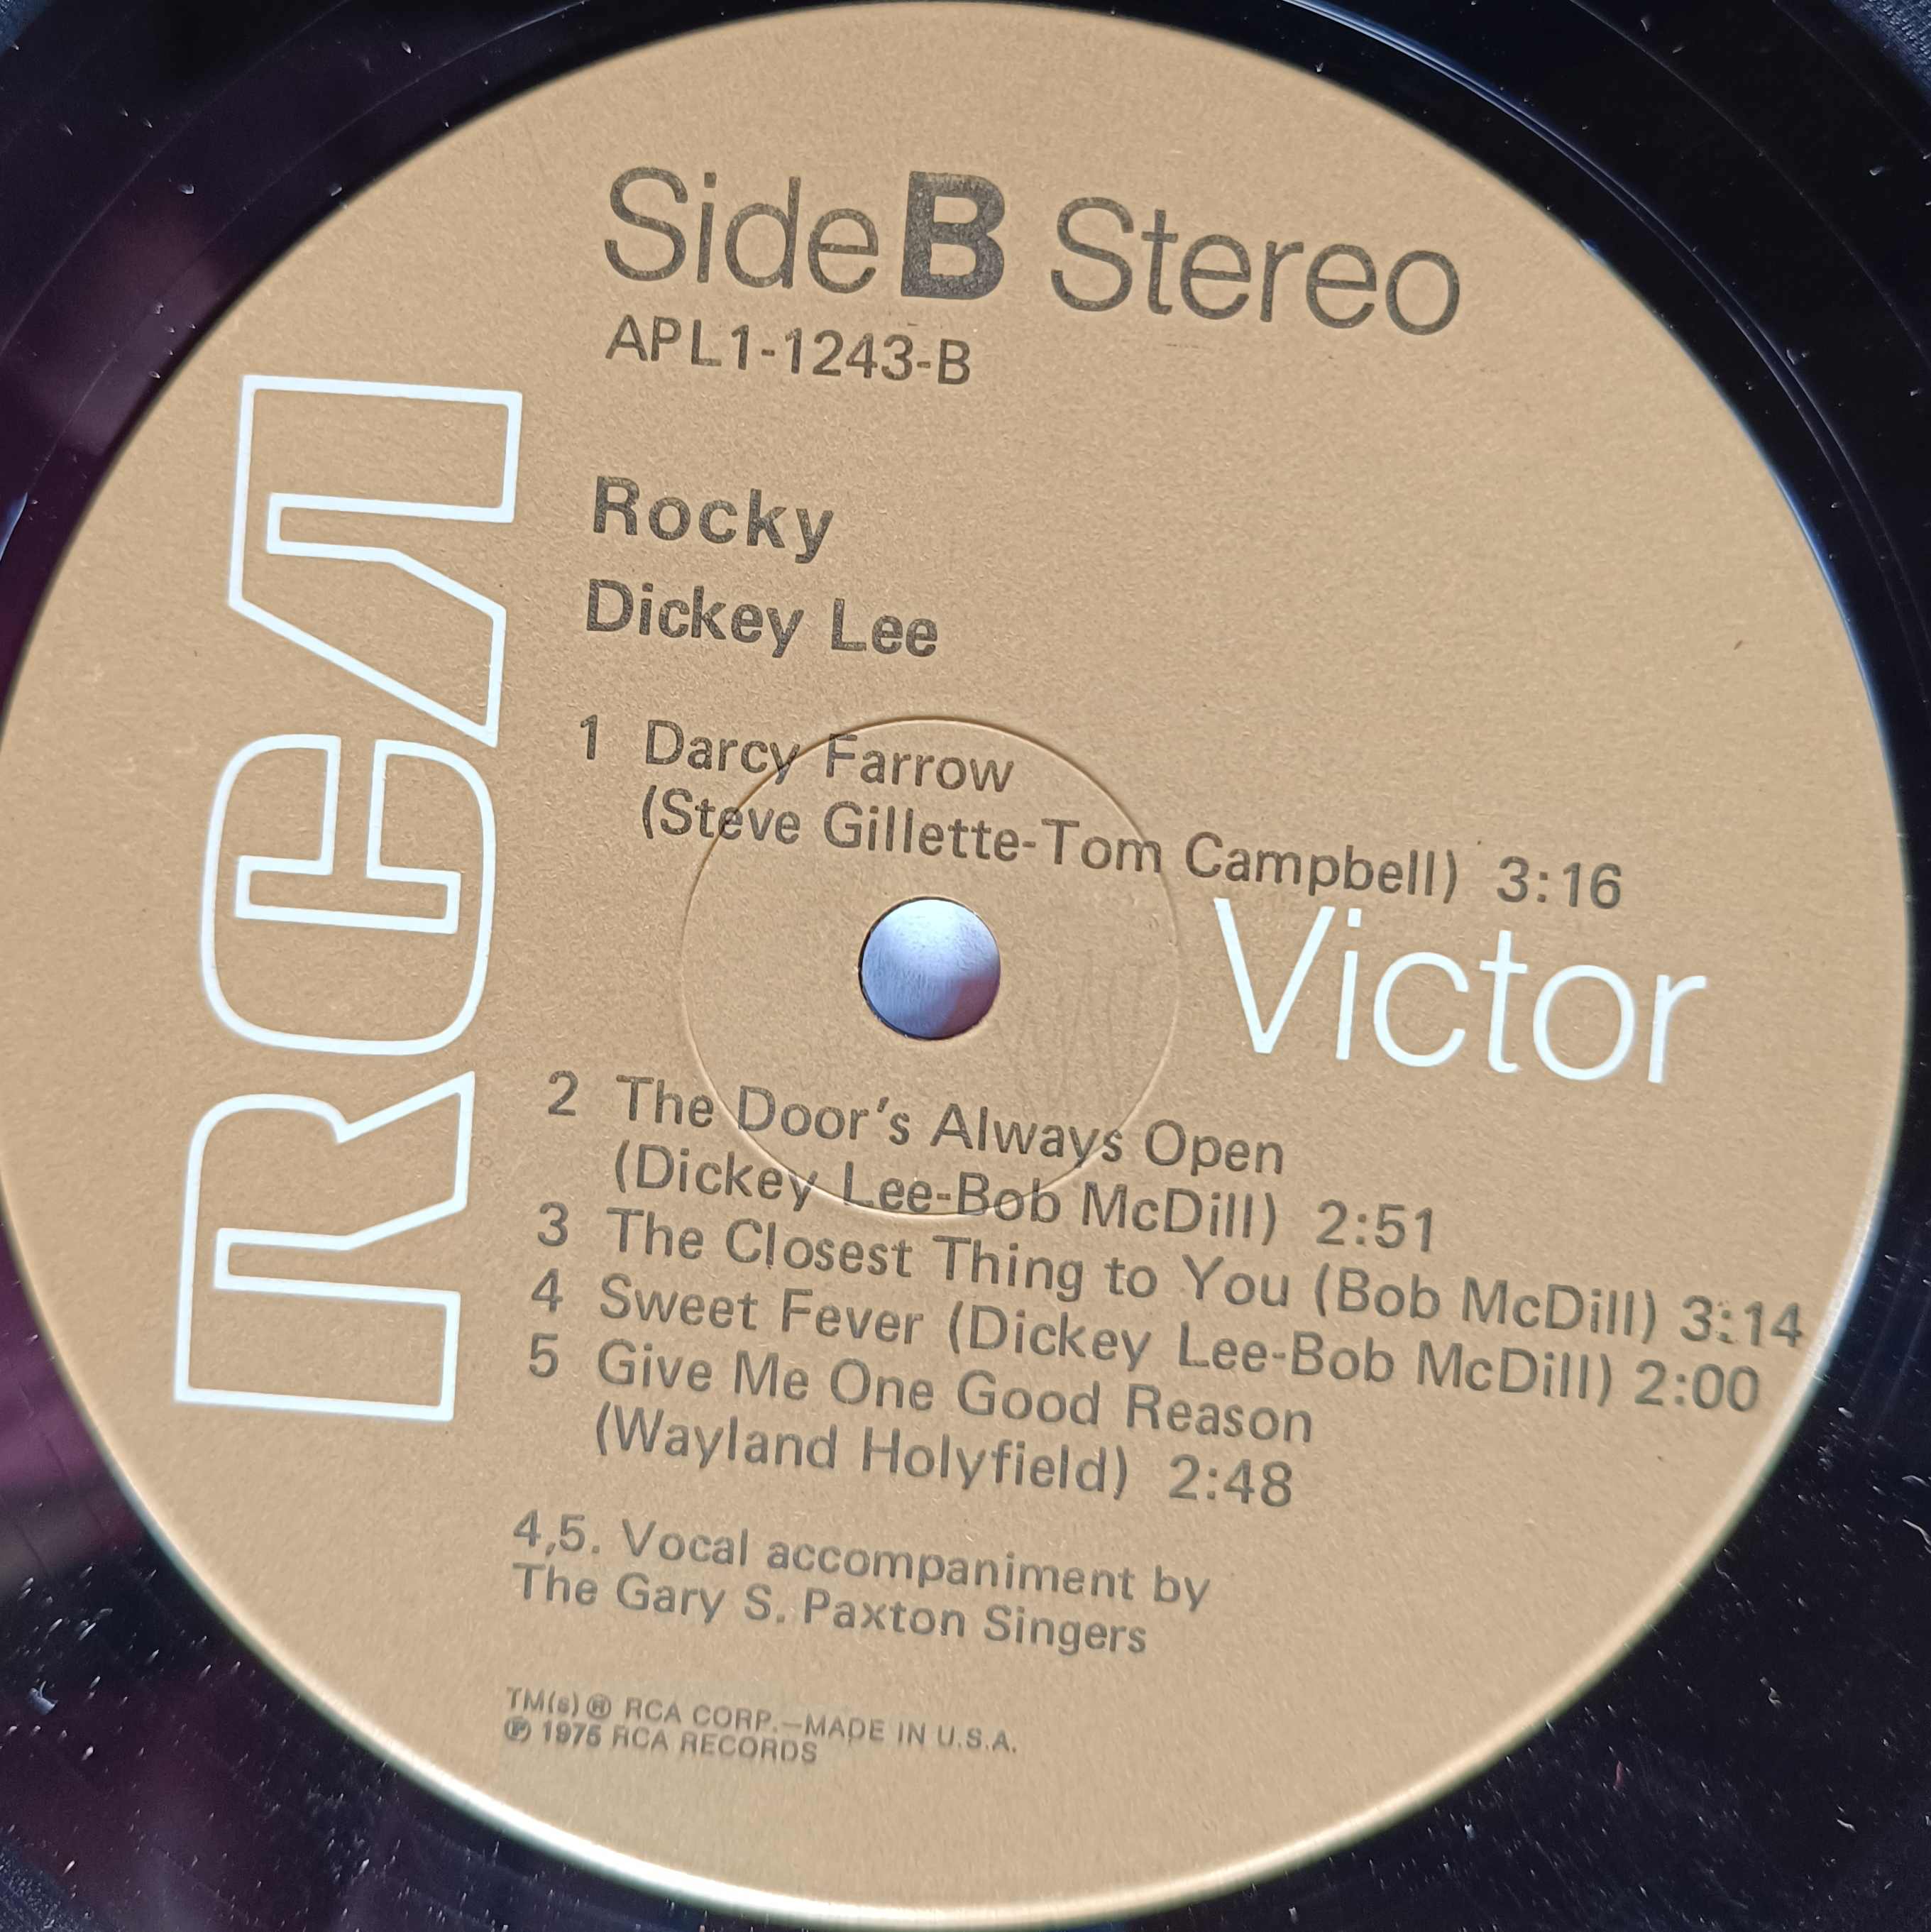 Side B Stereo
APL1-1243-B
RCA
Rocky
Dickey Lee
1 Darcy Farrow
(Steve Gillette-Tom Campbell) 3:16
Victor
2 The Door's Always Open
(Dickey Lee-Bob McDill) 2:51
3 The Closest Thing to You (Bob McDill) 3:14
4 Sweet Fever (Dickey Lee-Bob McDill) 2:00
5 Give Me One Good Reason
(Wayland Holyfield) 2:48
4,5. Vocal accompaniment by
The Gary S. Paxton Singers
TM(s) ® RCA CORP.—MADE IN U.S.A.
℗ 1975 RCA RECORDS